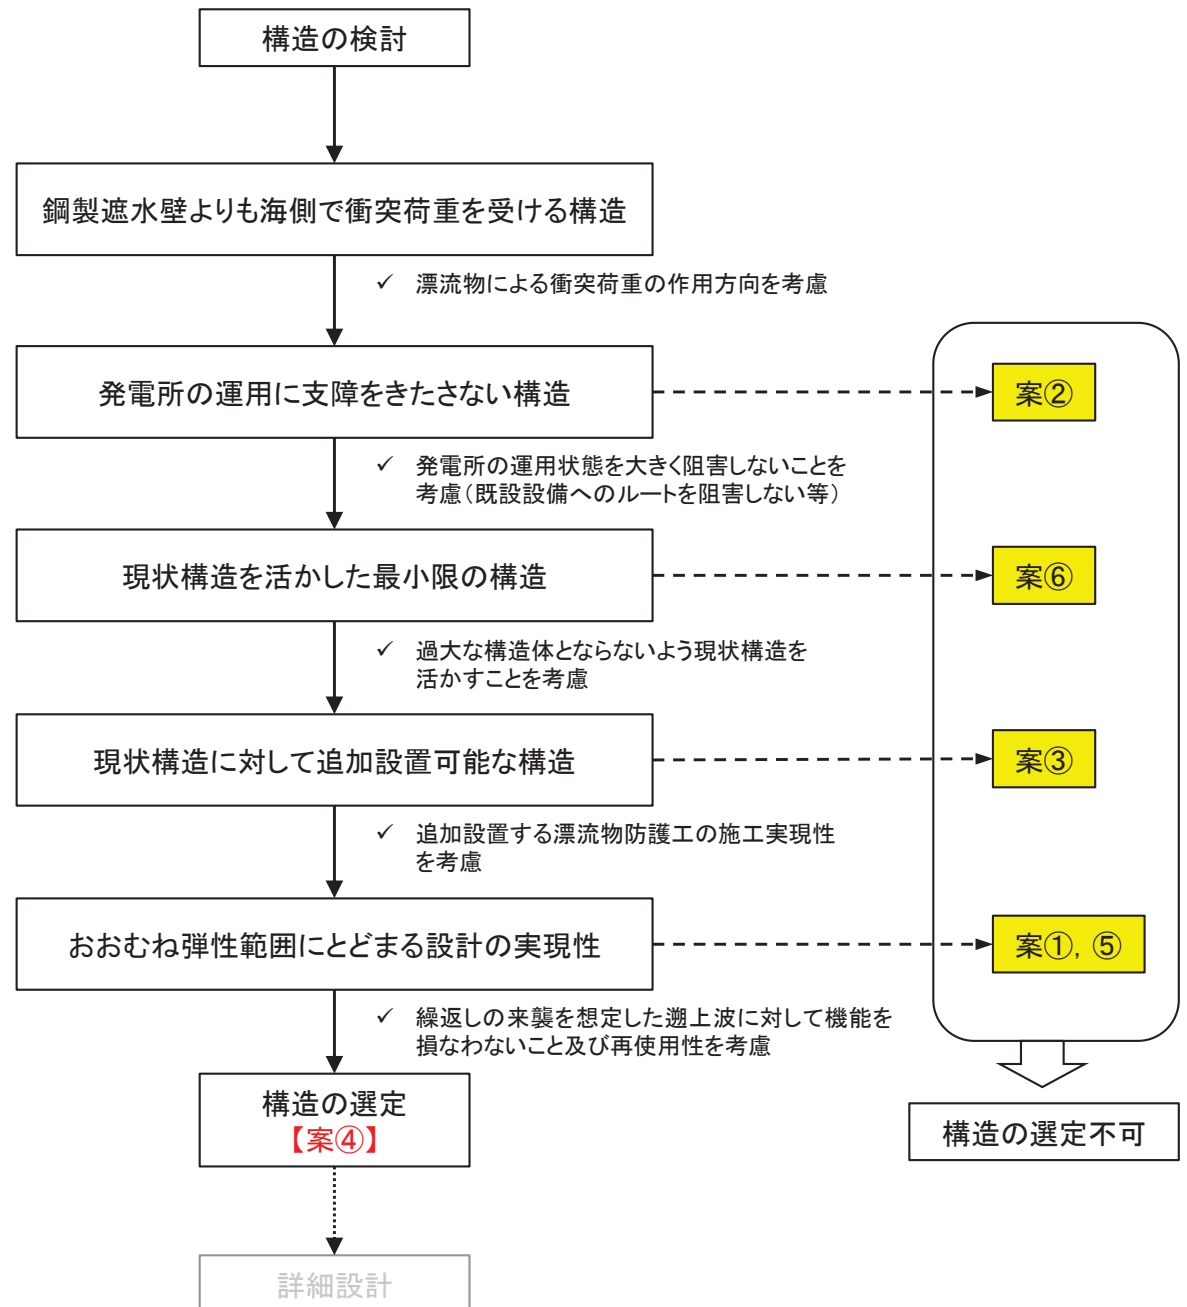 構造の検討
鋼製遮水壁よりも海側で衝突荷重を受ける構造
✓ 漂流物による衝突荷重の作用方向を考慮
発電所の運用に支障をきたさない構造
案②
✓ 発電所の運用状態を大きく阻害しないことを
考慮（既設設備へのルートを阻害しない等）
現状構造を活かした最小限の構造
案⑥
✓ 過大な構造体とならないよう現状構造を
活かすことを考慮
現状構造に対して追加設置可能な構造
案③
✓ 追加設置する漂流物防護工の施工実現性
を考慮
おおむね弾性範囲にとどまる設計の実現性
案①, ⑤
✓ 繰返しの来襲を想定した遡上波に対して機能を
損なわないこと及び再使用性を考慮
構造の選定
【案④】
構造の選定不可
詳細設計